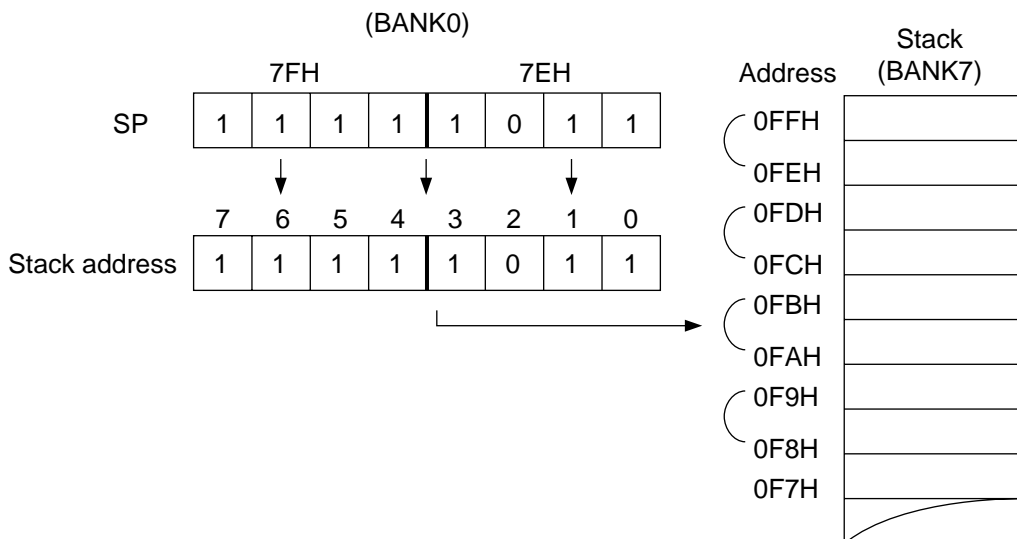 (BANK0)
7FH 7EH
SP 1 1 1 1 1 0 1 1
7 6 5 4 3 2 1 0
Stack address 1 1 1 1 1 0 1 1
Stack
Address (BANK7)
0FFH
0FEH
0FDH
0FCH
0FBH
0FAH
0F9H
0F8H
0F7H